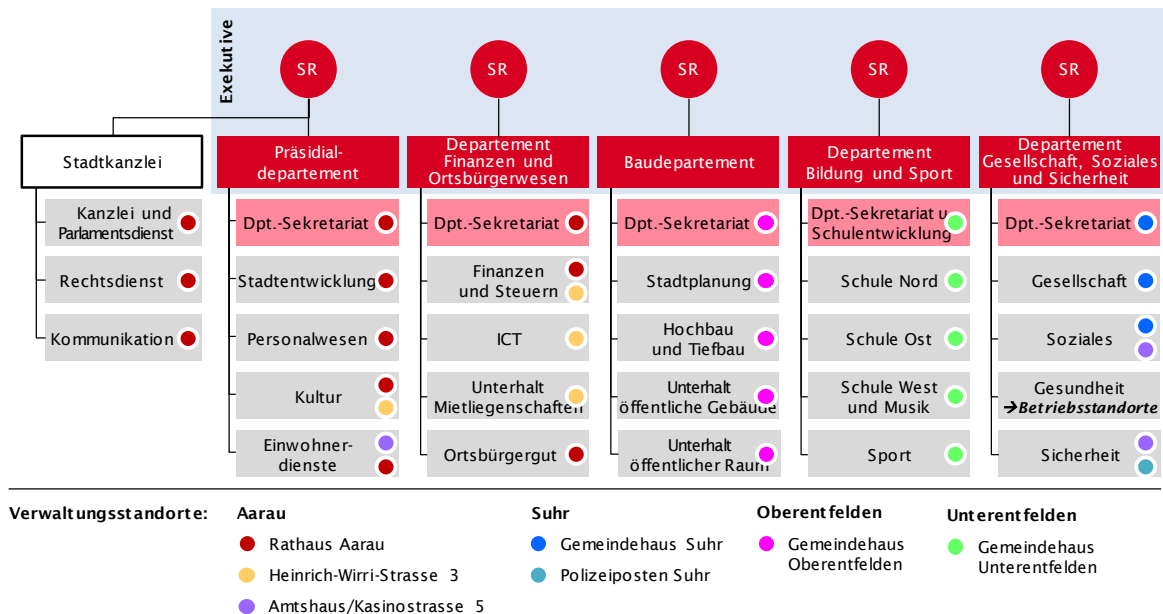 Exekutive
SR
SR
SR
SR
SR
Stadtkanzlei
Präsidial-
departement
Departement
Finanzen und
Ortsbürgerwesen
Baudepartement
Departement
Bildung und Sport
Departement
Gesellschaft, Soziales
und Sicherheit
Kanzlei und
Parlamentsdienst
Rechtsdienst
Kommunikation
Dpt.-Sekretariat
Stadtentwicklung
Personalwesen
Kultur
Einwohner-
dienste
Dpt.-Sekretariat
Finanzen
und Steuern
ICT
Unterhalt
Mietliegenschaften
Ortsbürgergut
Dpt.-Sekretariat
Stadtplanung
Hochbau
und Tiefbau
Unterhalt
öffentliche Gebäude
Unterhalt
öffentlicher Raum
Dpt.-Sekretariat u
Schulentwicklung
Schule Nord
Schule Ost
Schule West
und Musik
Sport
Dpt.-Sekretariat
Gesellschaft
Soziales
Gesundheit
→Betriebsstandorte
Sicherheit
Verwaltungsstandorte:
Aarau
Rathaus Aarau
Heinrich-Wirri-Strasse 3
Amtshaus/Kasinostrasse 5
Suhr
Gemeindehaus Suhr
Polizeiposten Suhr
Oberentfelden
Gemeindehaus
Oberentfelden
Unterentfelden
Gemeindehaus
Unterentfelden